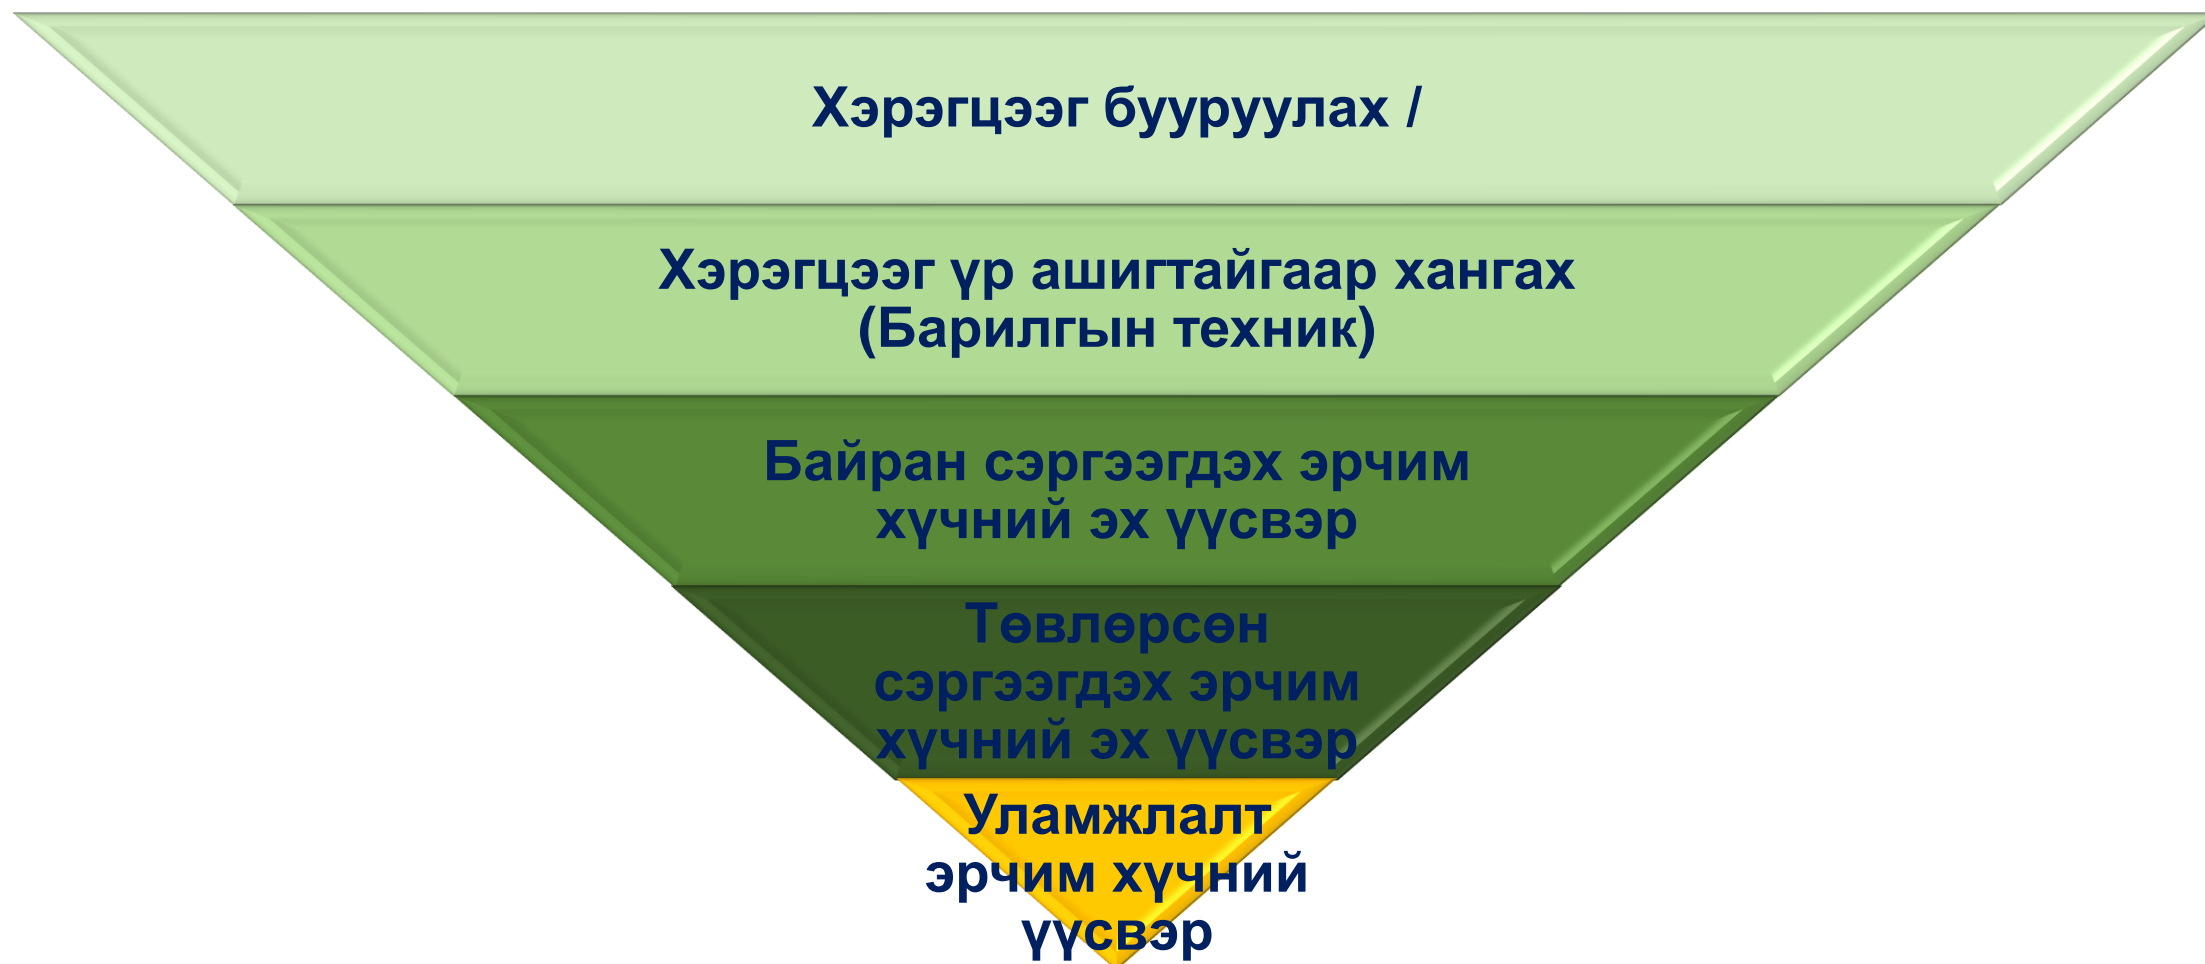 Хэрэгцээг бууруулах /
Хэрэгцээг үр ашигтайгаар хангах
(Барилгын техник)
Байран сэргээгдэх эрчим
хүчний эх үүсвэр
Төвлөрсөн
сэргээгдэх эрчим
хүчний эх үүсвэр
Уламжлалт
эрчим хүчний
үүсвэр